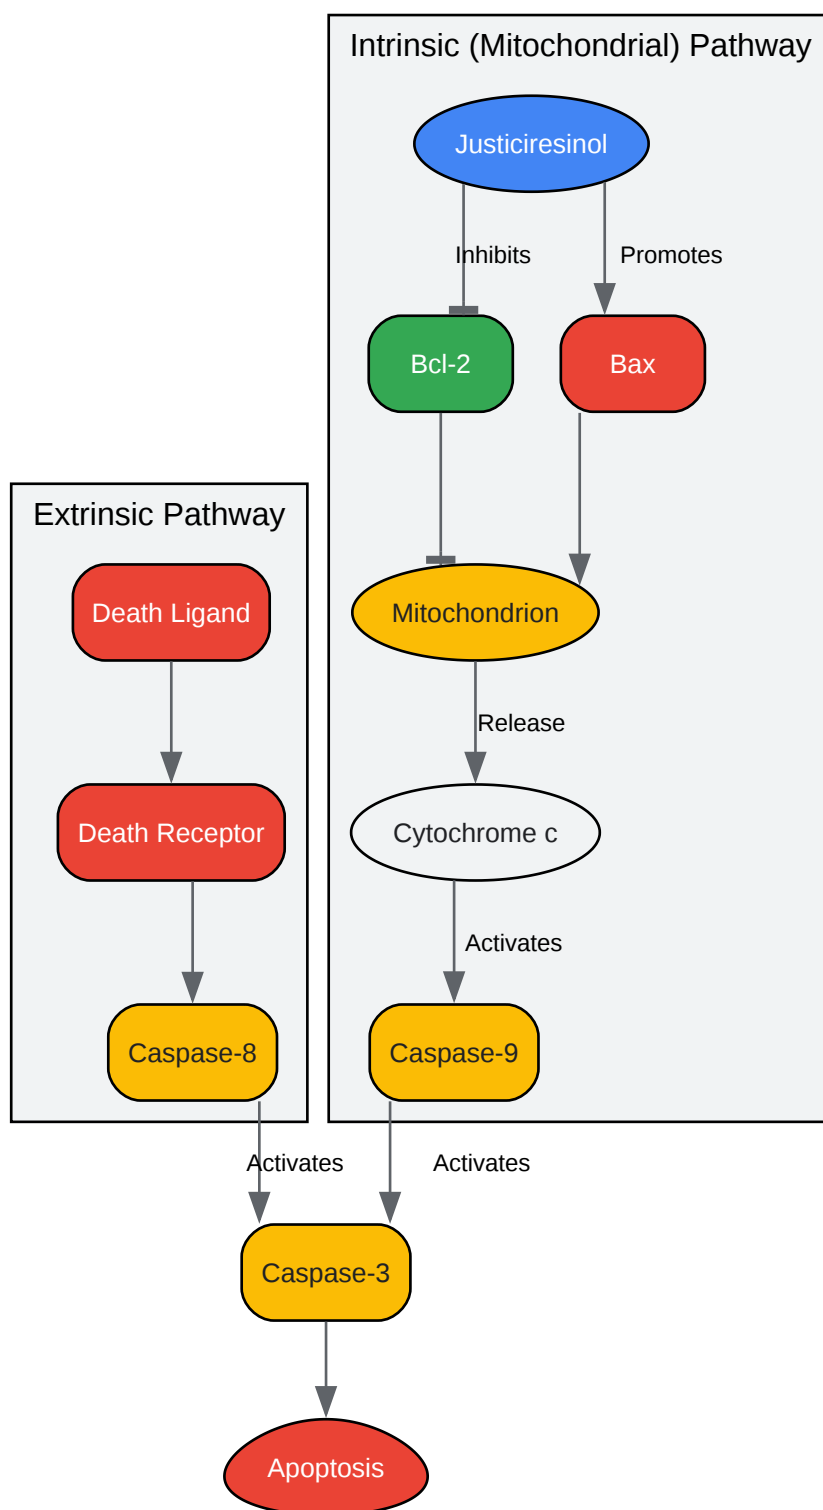 Intrinsic (Mitochondrial) Pathway
Justiciresinol
Inhibits
Promotes
Bcl-2
Bax
Extrinsic Pathway
Death Ligand
Mitochondrion
Release
Death Receptor
Cytochrome c
Activates
Caspase-8
Caspase-9
Activates
Activates
Caspase-3
Apoptosis